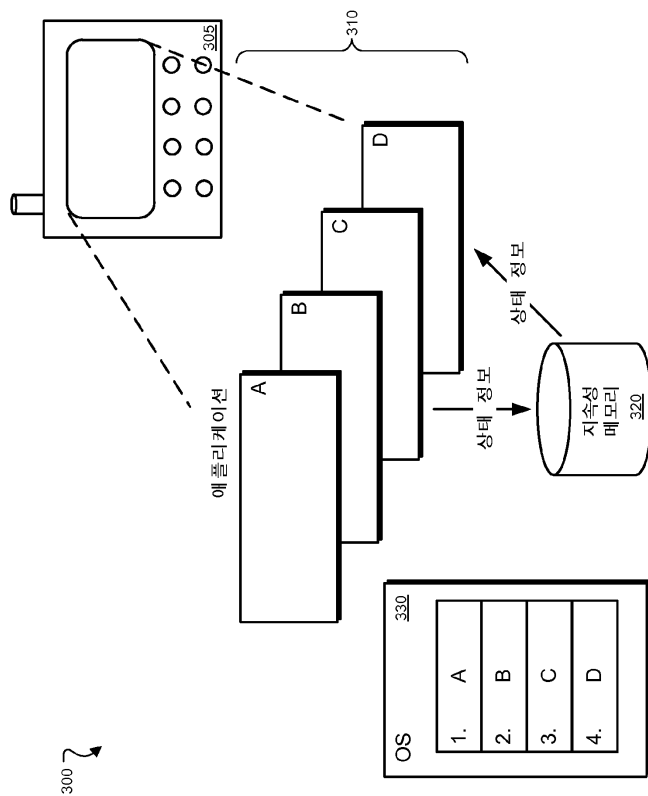 300
305
310
애플리케이션
A
B
C
D
상태 정보
상태 정보
지속성
메모리
320
OS
330
1. A
2. B
3. C
4. D